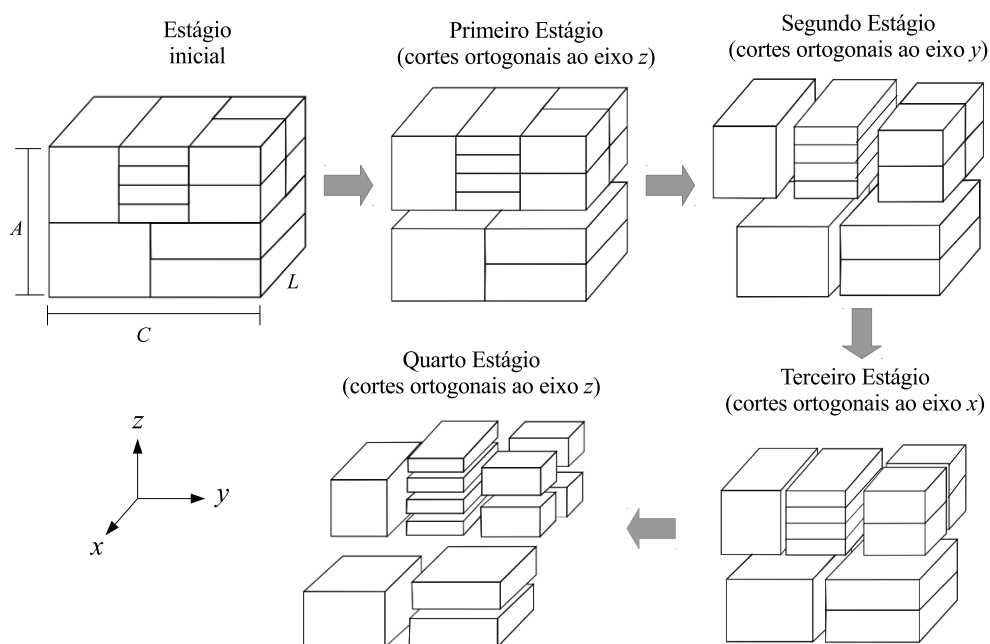 Estágio
inicial
Primeiro Estágio
(cortes ortogonais ao eixo z)
Segundo Estágio
(cortes ortogonais ao eixo y)
A
L
C
Quarto Estágio
(cortes ortogonais ao eixo z)
Terceiro Estágio
(cortes ortogonais ao eixo x)
z
y
x